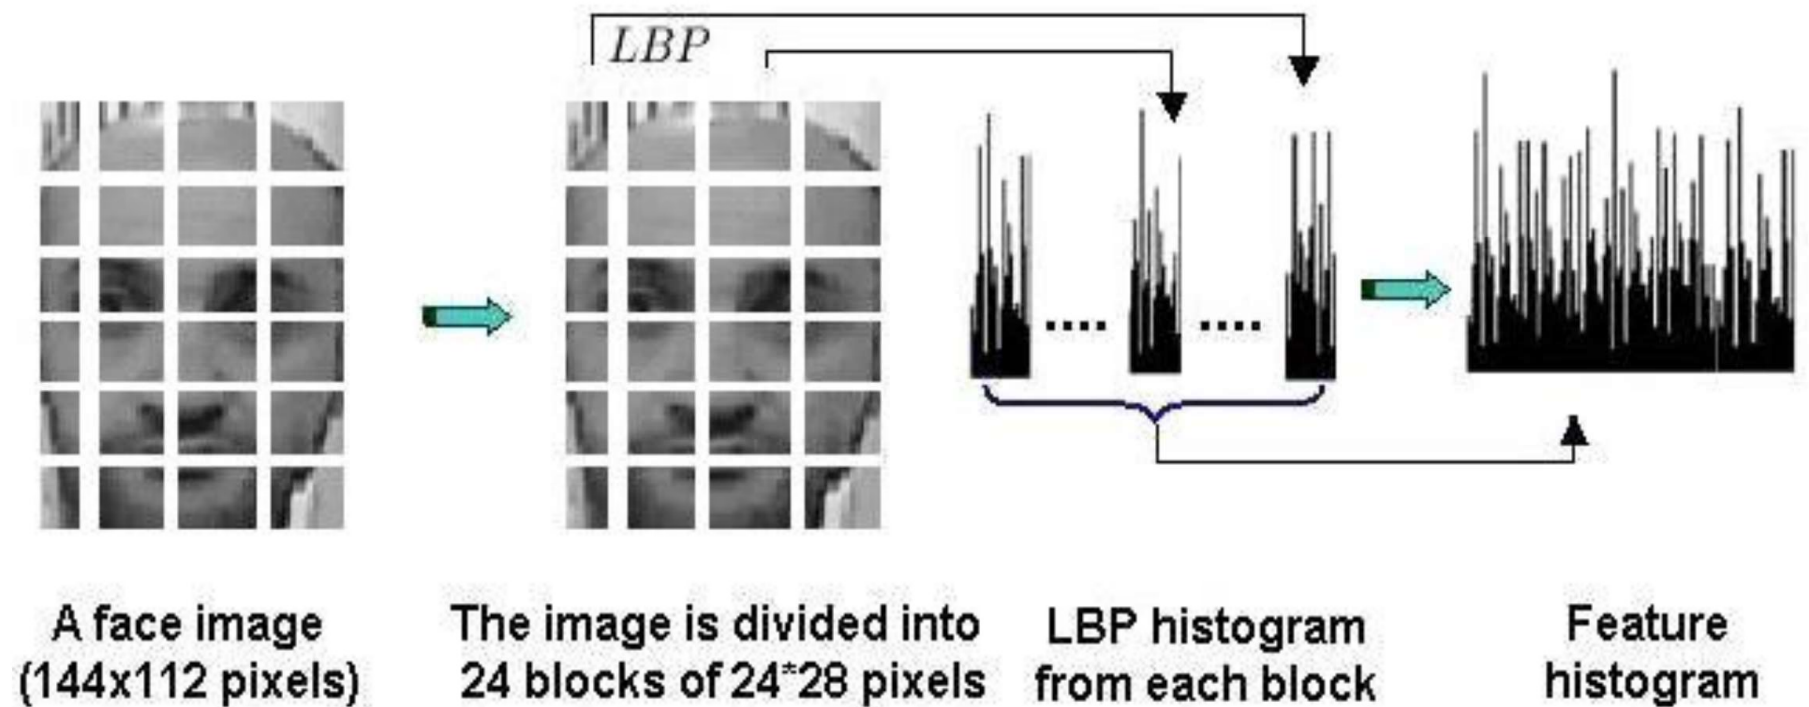 LBP
A face image
(144x112 pixels)
The image is divided into
24 blocks of 24*28 pixels
LBP histogram
from each block
Feature
histogram